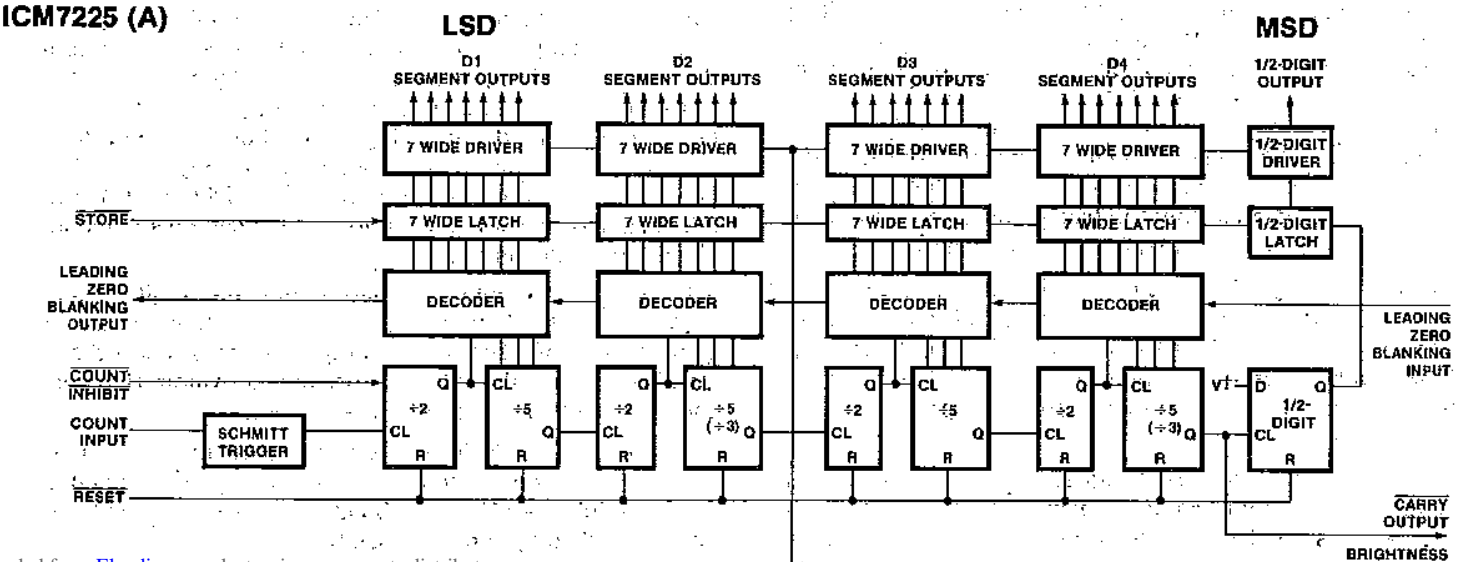 ICM7225 (A)
LSD
MSD
D1
SEGMENT OUTPUTS
D2
SEGMENT OUTPUTS
D3
SEGMENT OUTPUTS
D4
SEGMENT OUTPUTS
1/2-DIGIT
OUTPUT
7 WIDE DRIVER
7 WIDE DRIVER
7 WIDE DRIVER
7 WIDE DRIVER
1/2-DIGIT
DRIVER
STORE
7 WIDE LATCH
7 WIDE LATCH
7 WIDE LATCH
7 WIDE LATCH
1/2-DIGIT
LATCH
LEADING
ZERO
BLANKING
OUTPUT
DECODER
DECODER
DECODER
DECODER
LEADING
ZERO
BLANKING
INPUT
COUNT
INHIBIT
COUNT
INPUT
SCHMITT
TRIGGER
Q
÷2
CL
R
CL
÷5
Q
R
Q
÷2
CL
R
CL
÷5
(÷3) Q
R
Q
÷2
CL
R
CL
÷5
Q
R
Q
÷2
CL
R
CL
÷5
(÷3) Q
R
V+
D
Q
1/2-
DIGIT
CL
R
RESET
CARRY
OUTPUT
BRIGHTNESS